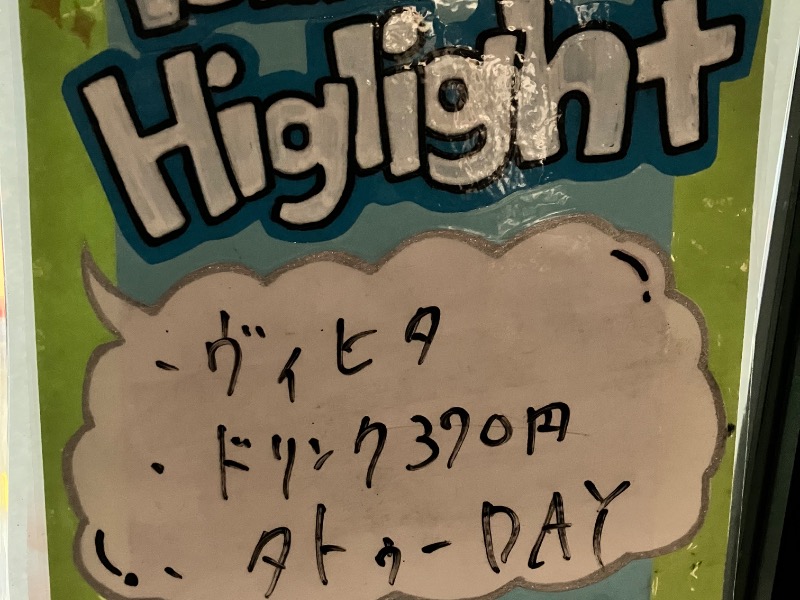 Higlight
・ヴィヒタ
・ドリンク370円
・タトゥーDAY